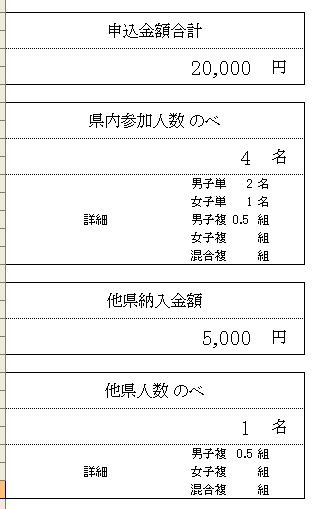 申込金額合計
20,000 円
県内参加人数 のべ
4 名
男子単 2 名
女子単 1 名
詳細 男子複 0.5 組
女子複 組
混合複 組
他県納入金額
5,000 円
他県人数 のべ
1 名
男子複 0.5 組
詳細 女子複 組
混合複 組